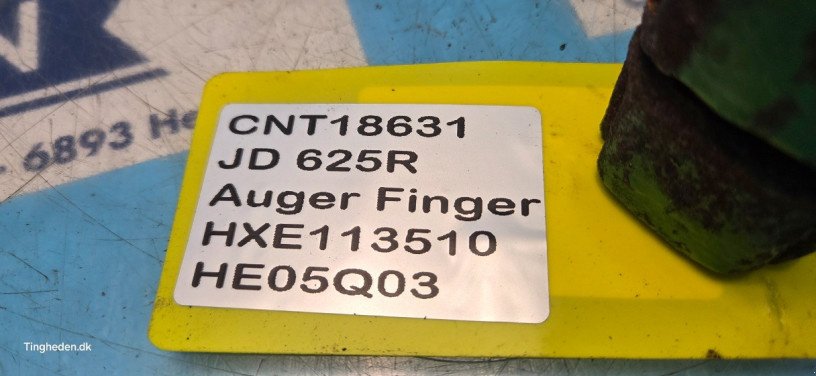 6893 He
CNT18631
JD 625R
Auger Finger
HXE113510
HE05Q03
Tingheden.dk